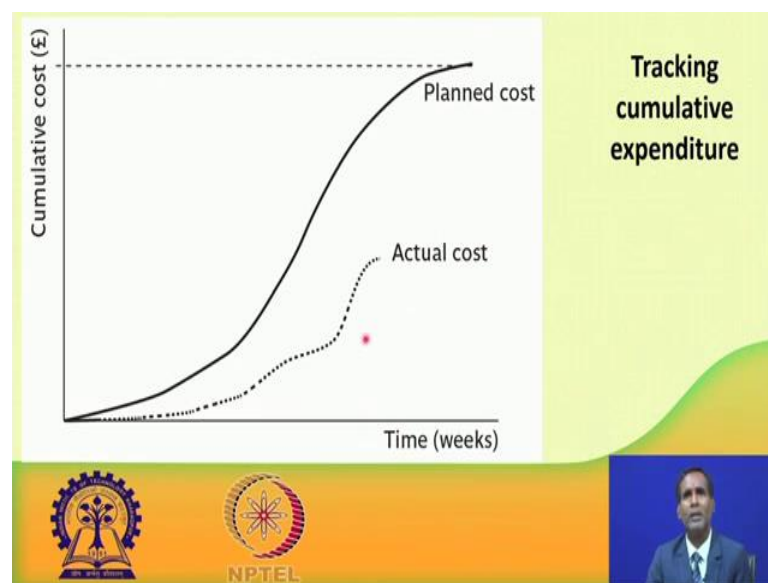 Cumulative cost (£)
Planned cost
Actual cost
Time (weeks)
Tracking
cumulative
expenditure
NPTEL